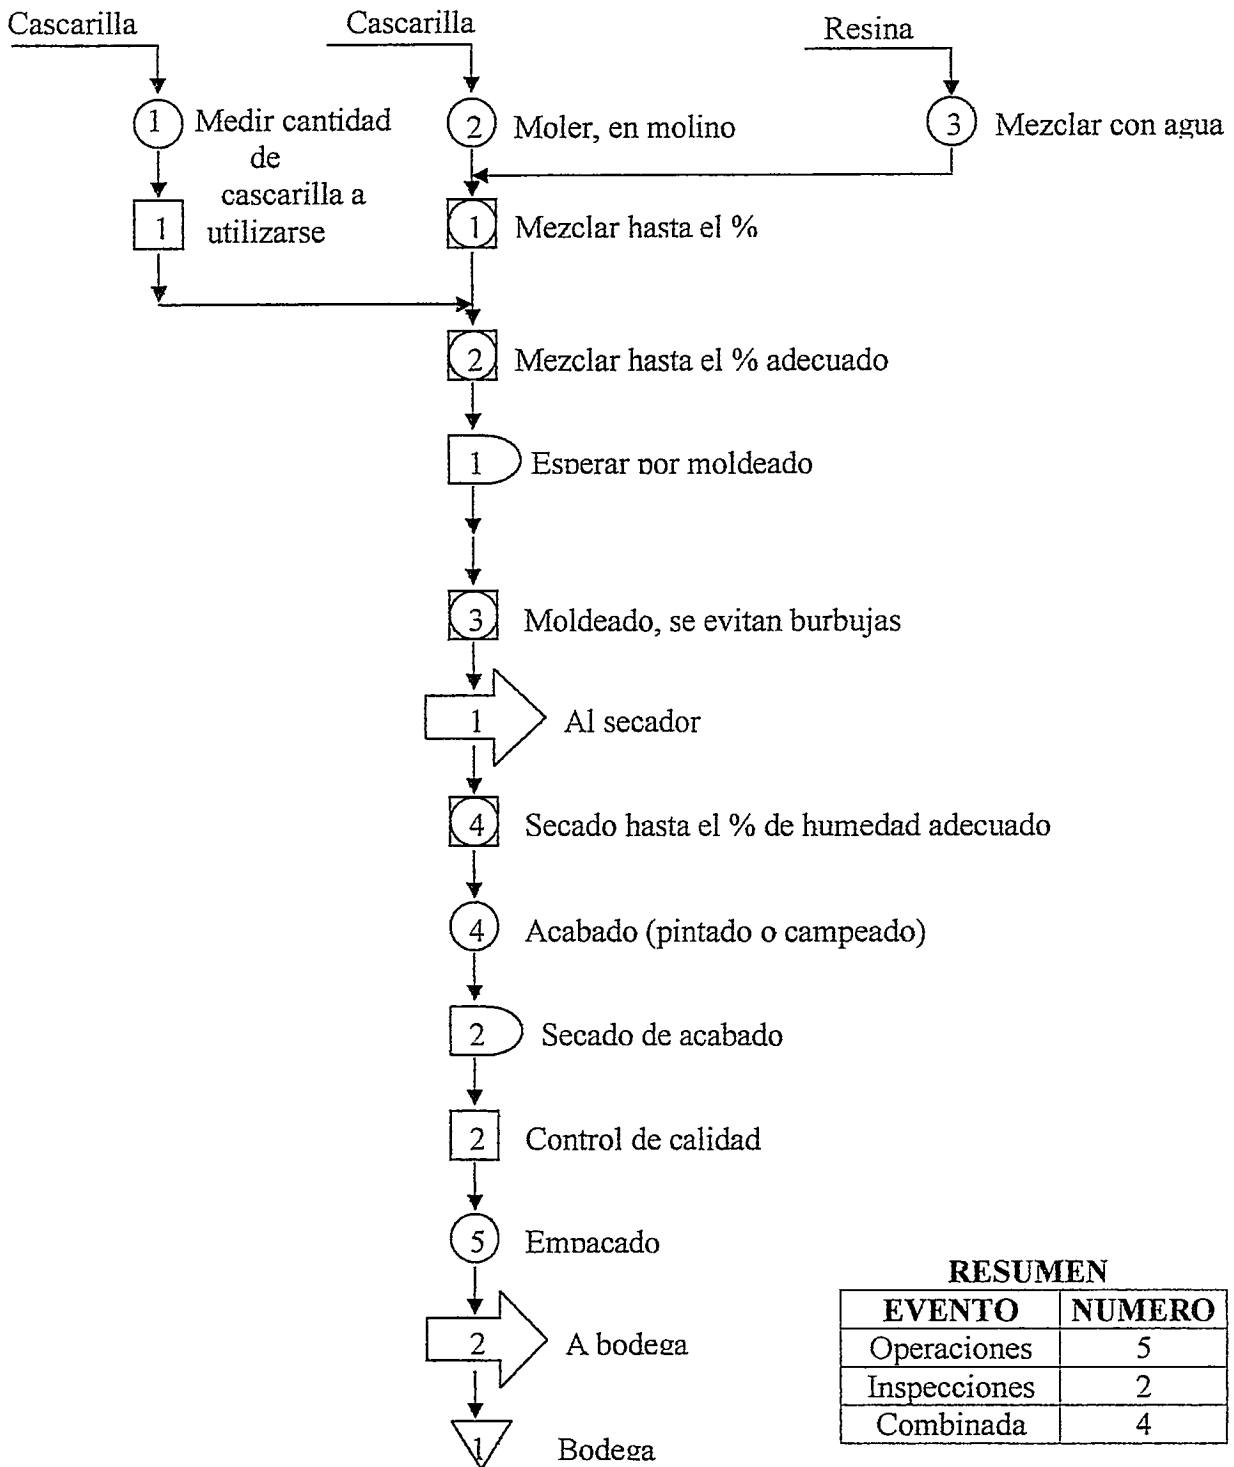 Cascarilla
Cascarilla
Resina
1 Medir cantidad
de
cascarilla a
utilizarse
1
2 Moler, en molino
3 Mezclar con agua
1 Mezclar hasta el %
2 Mezclar hasta el % adecuado
1 Esperar por moldeado
3 Moldeado, se evitan burbujas
1 Al secador
4 Secado hasta el % de humedad adecuado
4 Acabado (pintado o campeado)
2 Secado de acabado
2 Control de calidad
5 Empacado
2 A bodega
1 Bodega
RESUMEN
EVENTO NUMERO
Operaciones 5
Inspecciones 2
Combinada 4